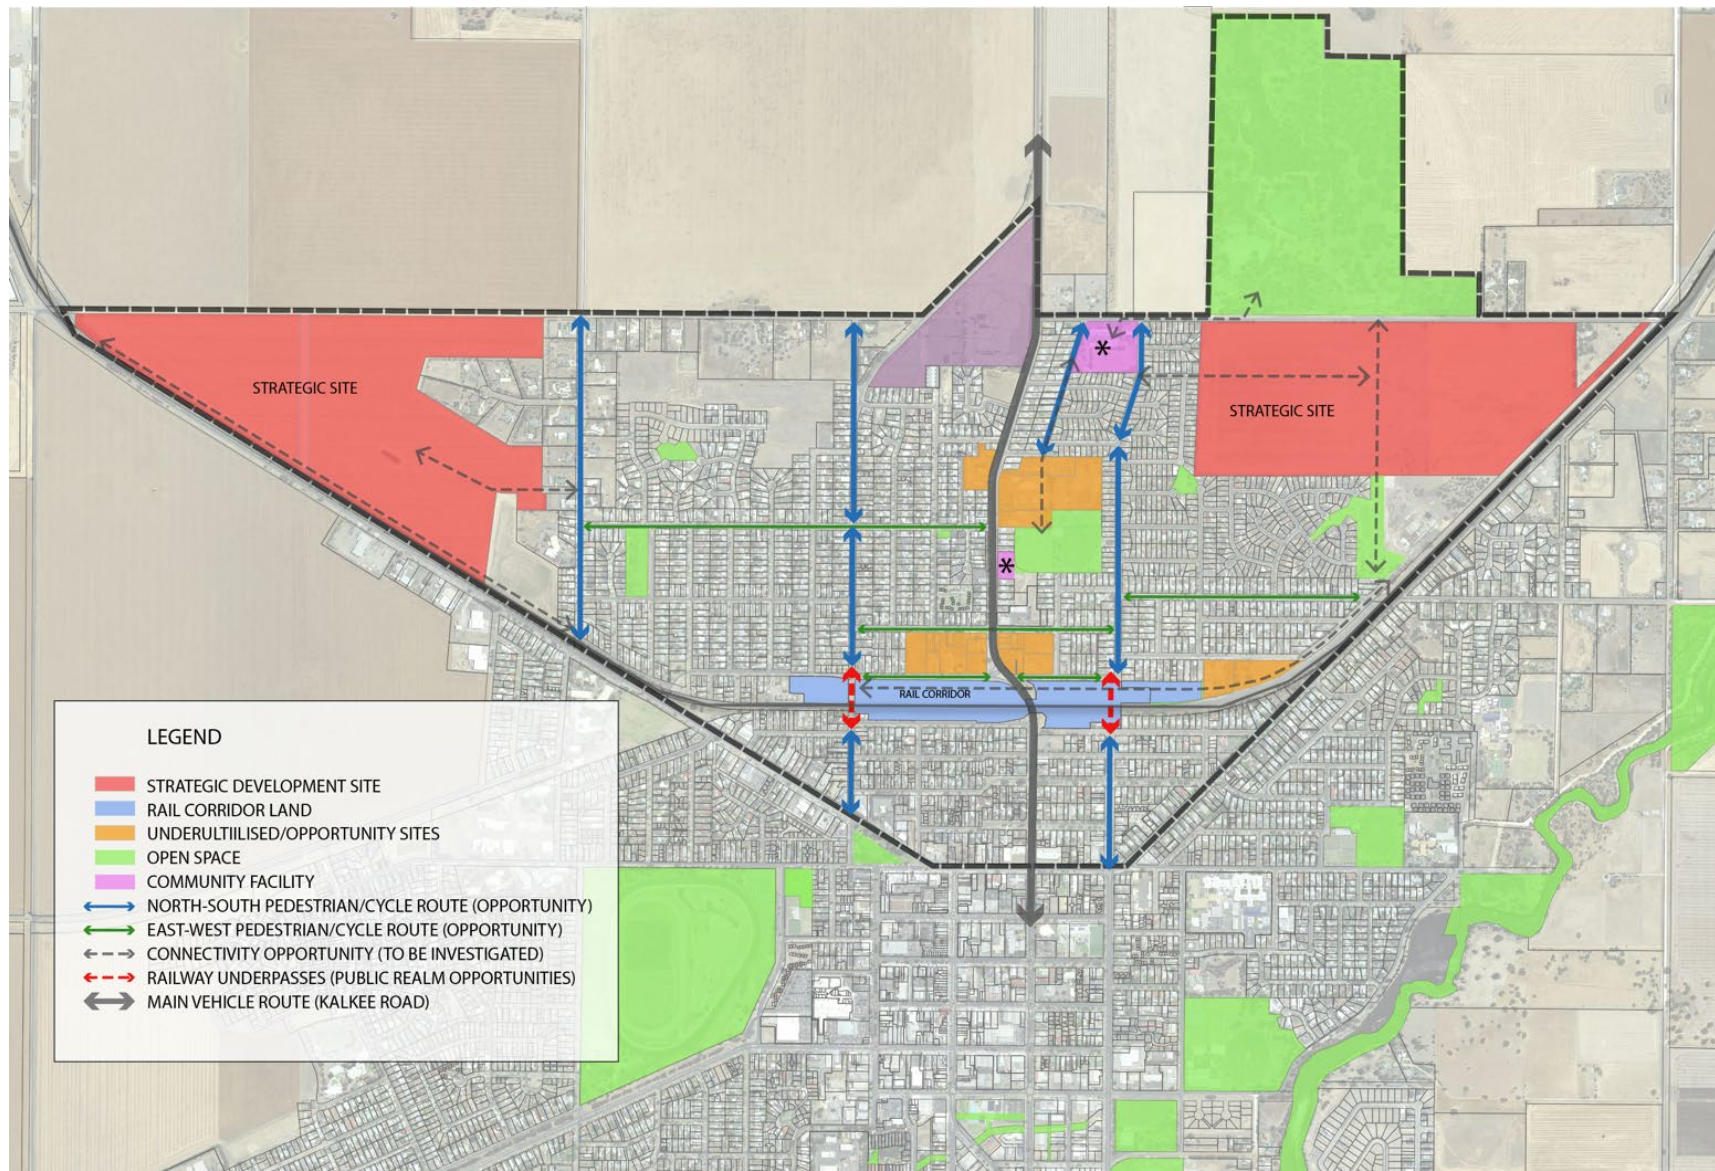 STRATEGIC SITE
*
STRATEGIC SITE
*
RAIL CORRIDOR
LEGEND
STRATEGIC DEVELOPMENT SITE
RAIL CORRIDOR LAND
UNDERULTIILISED/OPPORTUNITY SITES
OPEN SPACE
COMMUNITY FACILITY
NORTH-SOUTH PEDESTRIAN/CYCLE ROUTE (OPPORTUNITY)
EAST-WEST PEDESTRIAN/CYCLE ROUTE (OPPORTUNITY)
CONNECTIVITY OPPORTUNITY (TO BE INVESTIGATED)
RAILWAY UNDERPASSES (PUBLIC REALM OPPORTUNITIES)
MAIN VEHICLE ROUTE (KALKEE ROAD)